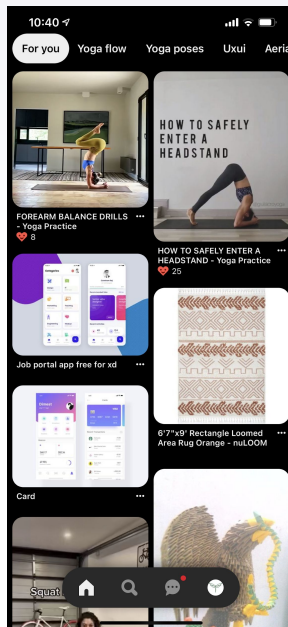 10:40
For you Yoga flow Yoga poses Uxui Aeria
HOW TO SAFELY
ENTER A
HEADSTAND
FOREARM BALANCE DRILLS
- Yoga Practice
8
HOW TO SAFELY ENTER A
HEADSTAND - Yoga Practice
25
Job portal app free for xd
6'7"x9' Rectangle Loomed
Area Rug Orange - nuLOOM
Card
Squat